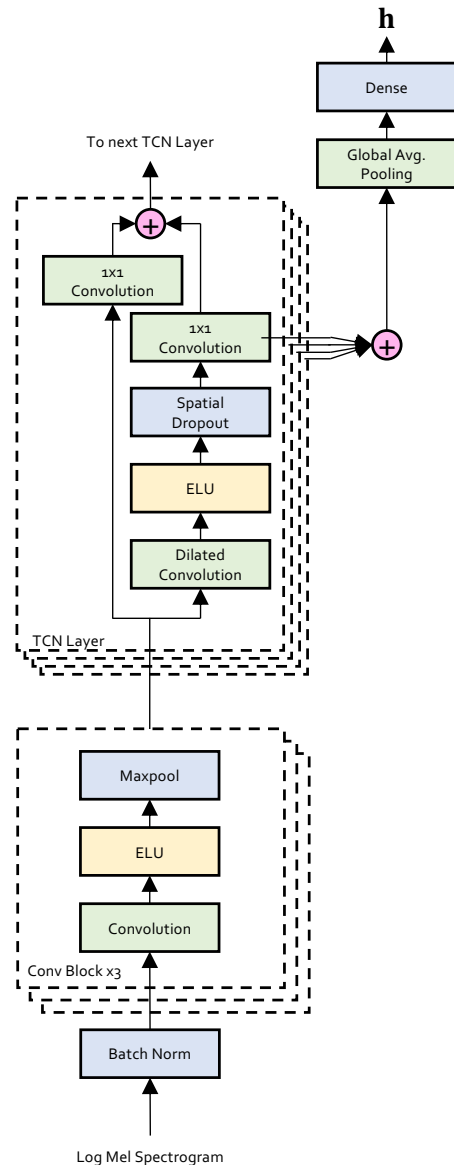 h
Dense
Global Avg.
Pooling
To next TCN Layer
+
1x1
Convolution
1x1
Convolution
+
Spatial
Dropout
ELU
Dilated
Convolution
TCN Layer
Maxpool
ELU
Convolution
Conv Block x3
Batch Norm
Log Mel Spectrogram